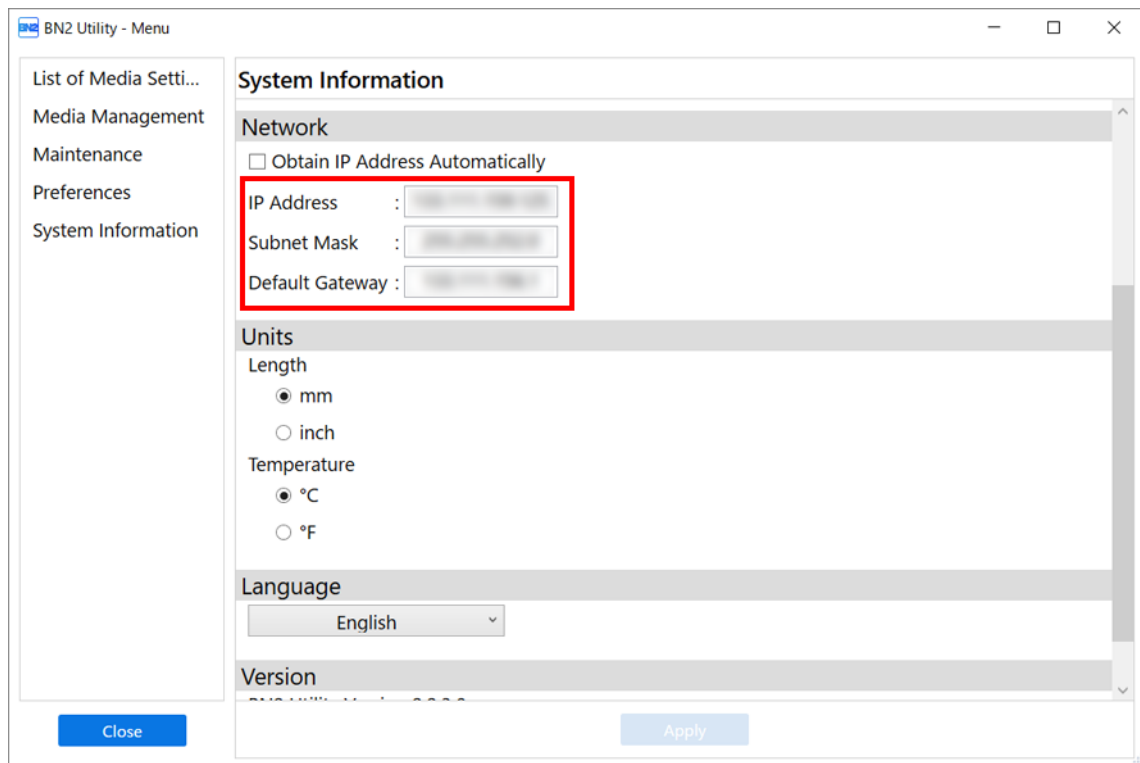 BN2 BN2 Utility - Menu
List of Media Setti...
Media Management
Maintenance
Preferences
System Information
System Information
Network
Obtain IP Address Automatically
IP Address :
Subnet Mask :
Default Gateway :
Units
Length
mm
inch
Temperature
°C
°F
Language
English
Version
Close
Apply